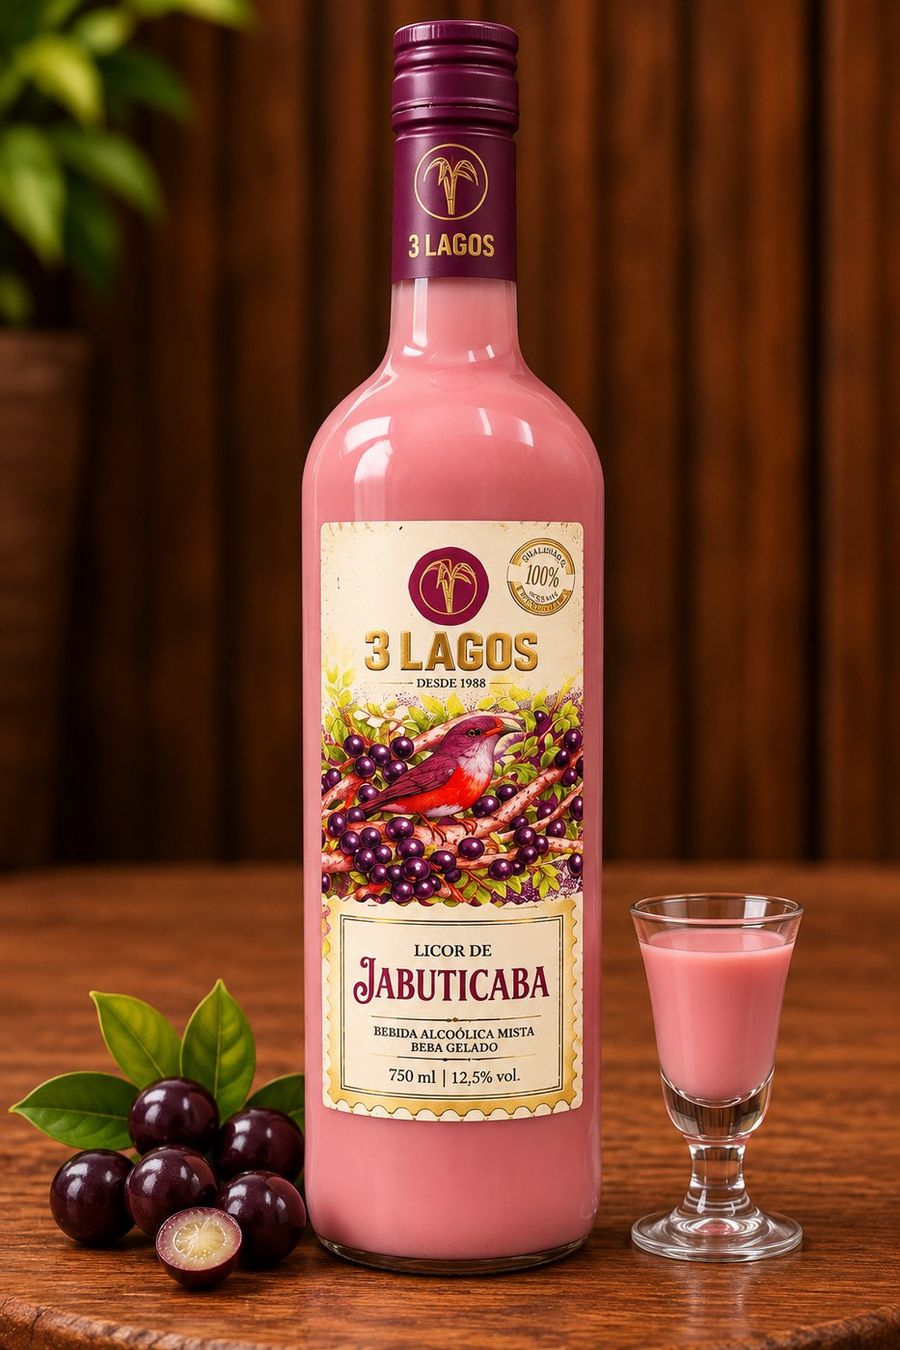 3 LAGOS
100%
3 LAGOS
DESDE 1988
LICOR DE
JABUTICABA
BEBIDA ALCOÓLICA MISTA
BEBA GELADO
750 ml | 12,5% vol.